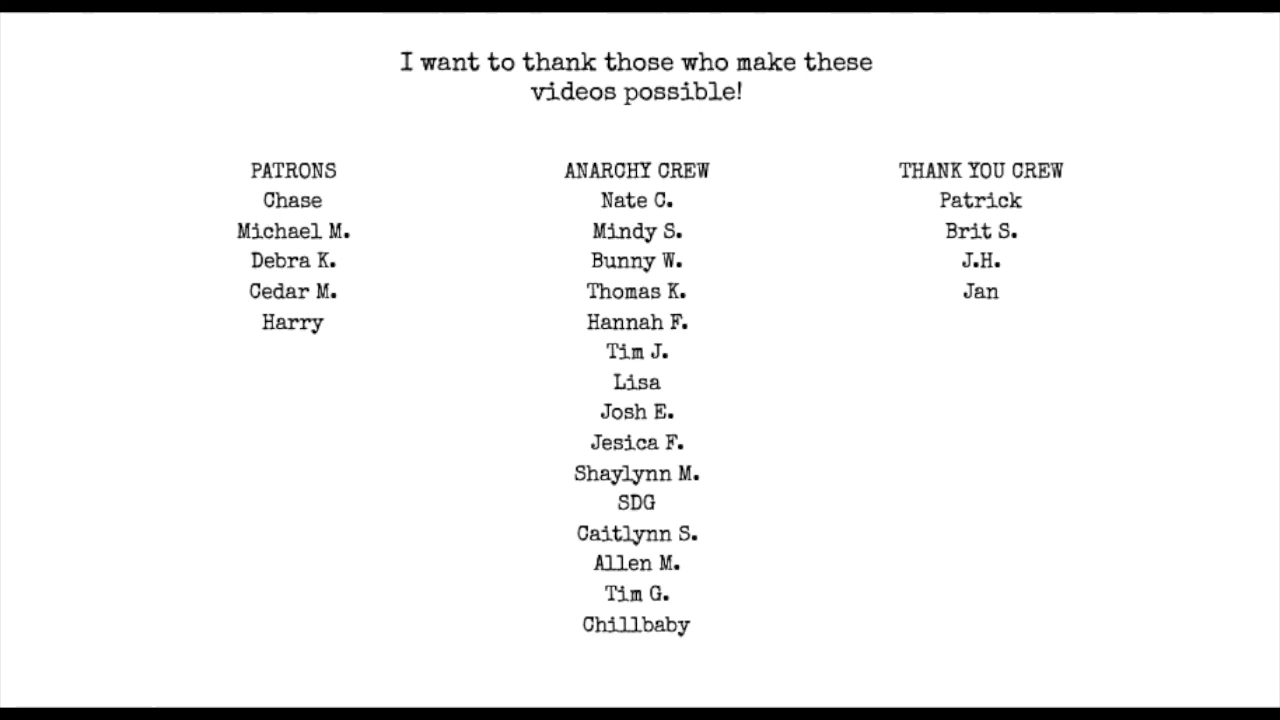 I want to thank those who make these
videos possible!
PATRONS
Chase
Michael M.
Debra K.
Cedar M.
Harry
ANARCHY CREW
Nate C.
Mindy S.
Bunny W.
Thomas K.
Hannah F.
Tim J.
Lisa
Josh E.
Jesica F.
Shaylynn M.
SDG
Caitlynn S.
Allen M.
Tim G.
Chillbaby
THANK YOU CREW
Patrick
Brit S.
J.H.
Jan